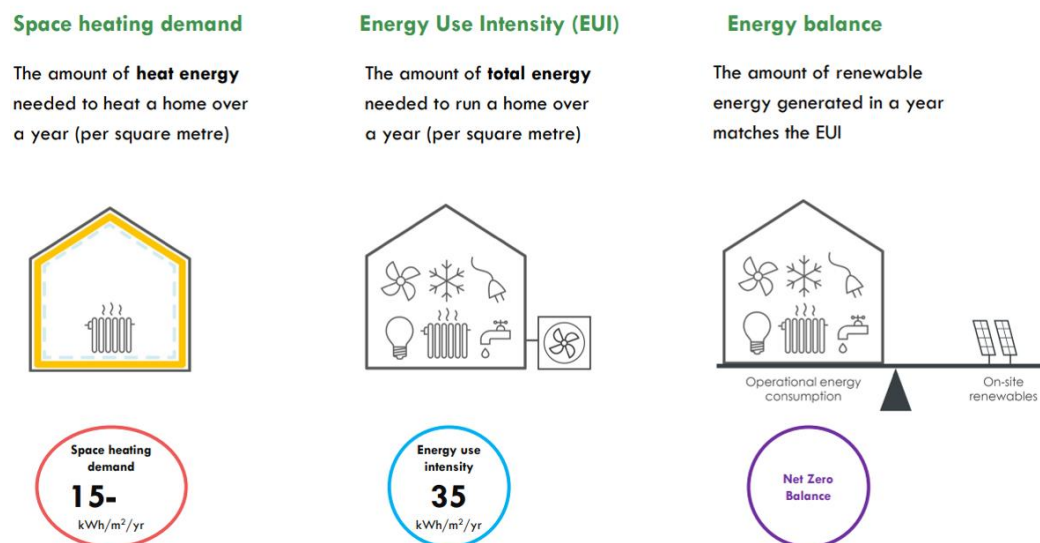 Space heating demand
The amount of heat energy
needed to heat a home over
a year (per square metre)
Space heating
demand
15-
kWh/m²/yr
Energy Use Intensity (EUI)
The amount of total energy
needed to run a home over
a year (per square metre)
Energy use
intensity
35
kWh/m²/yr
Energy balance
The amount of renewable
energy generated in a year
matches the EUI
Operational energy
consumption
On-site
renewables
Net Zero
Balance